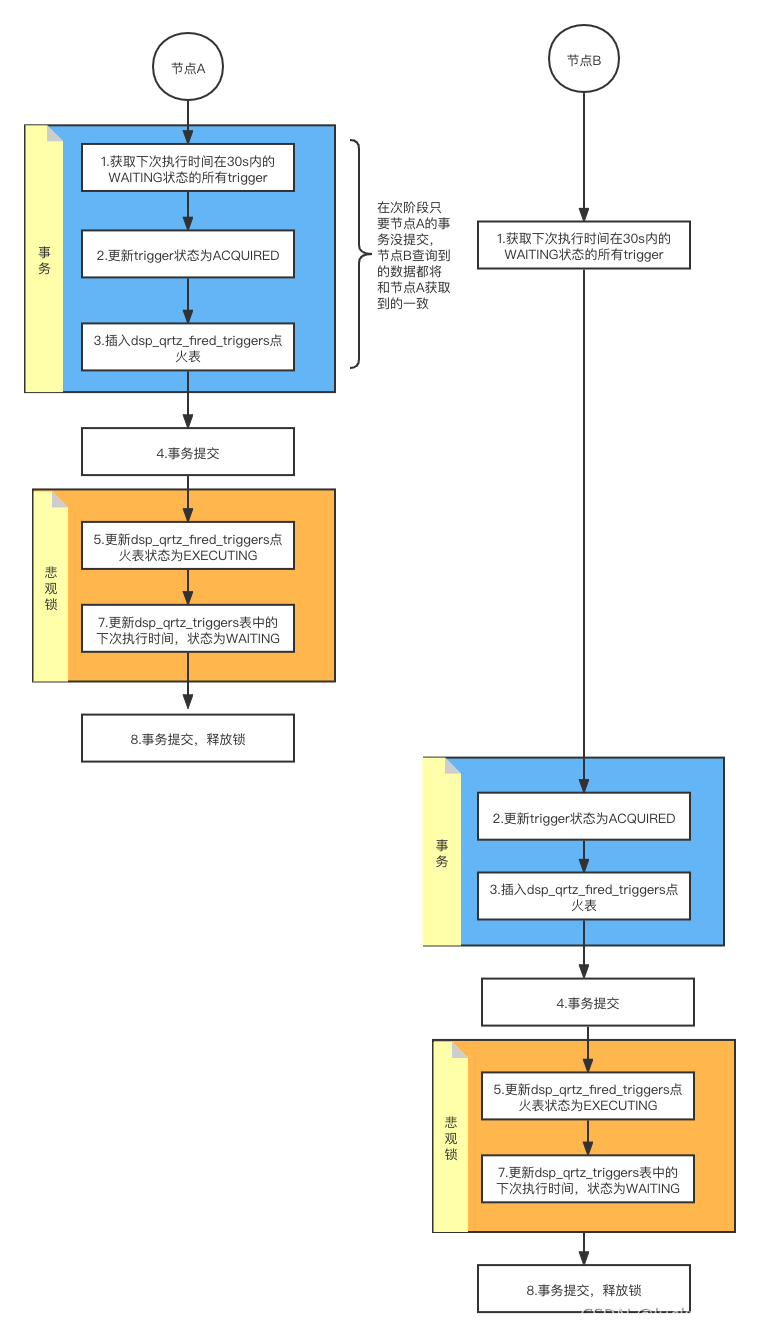 节点A
事
务
1.获取下次执行时间在30s内的
WAITING状态的所有trigger
2.更新trigger状态为ACQUIRED
3.插入dsp_qrtz_fired_triggers点
火表
在次阶段只
要节点A的事
务没提交，
节点B查询到
的数据都将
和节点A获取
到的一致
4.事务提交
悲
观
锁
5.更新dsp_qrtz_fired_triggers点
火表状态为EXECUTING
7.更新dsp_qrtz_triggers表中的
下次执行时间，状态为WAITING
8.事务提交，释放锁
节点B
1.获取下次执行时间在30s内的
WAITING状态的所有trigger
事
务
2.更新trigger状态为ACQUIRED
3.插入dsp_qrtz_fired_triggers点
火表
4.事务提交
悲
观
锁
5.更新dsp_qrtz_fired_triggers点
火表状态为EXECUTING
7.更新dsp_qrtz_triggers表中的
下次执行时间，状态为WAITING
8.事务提交，释放锁